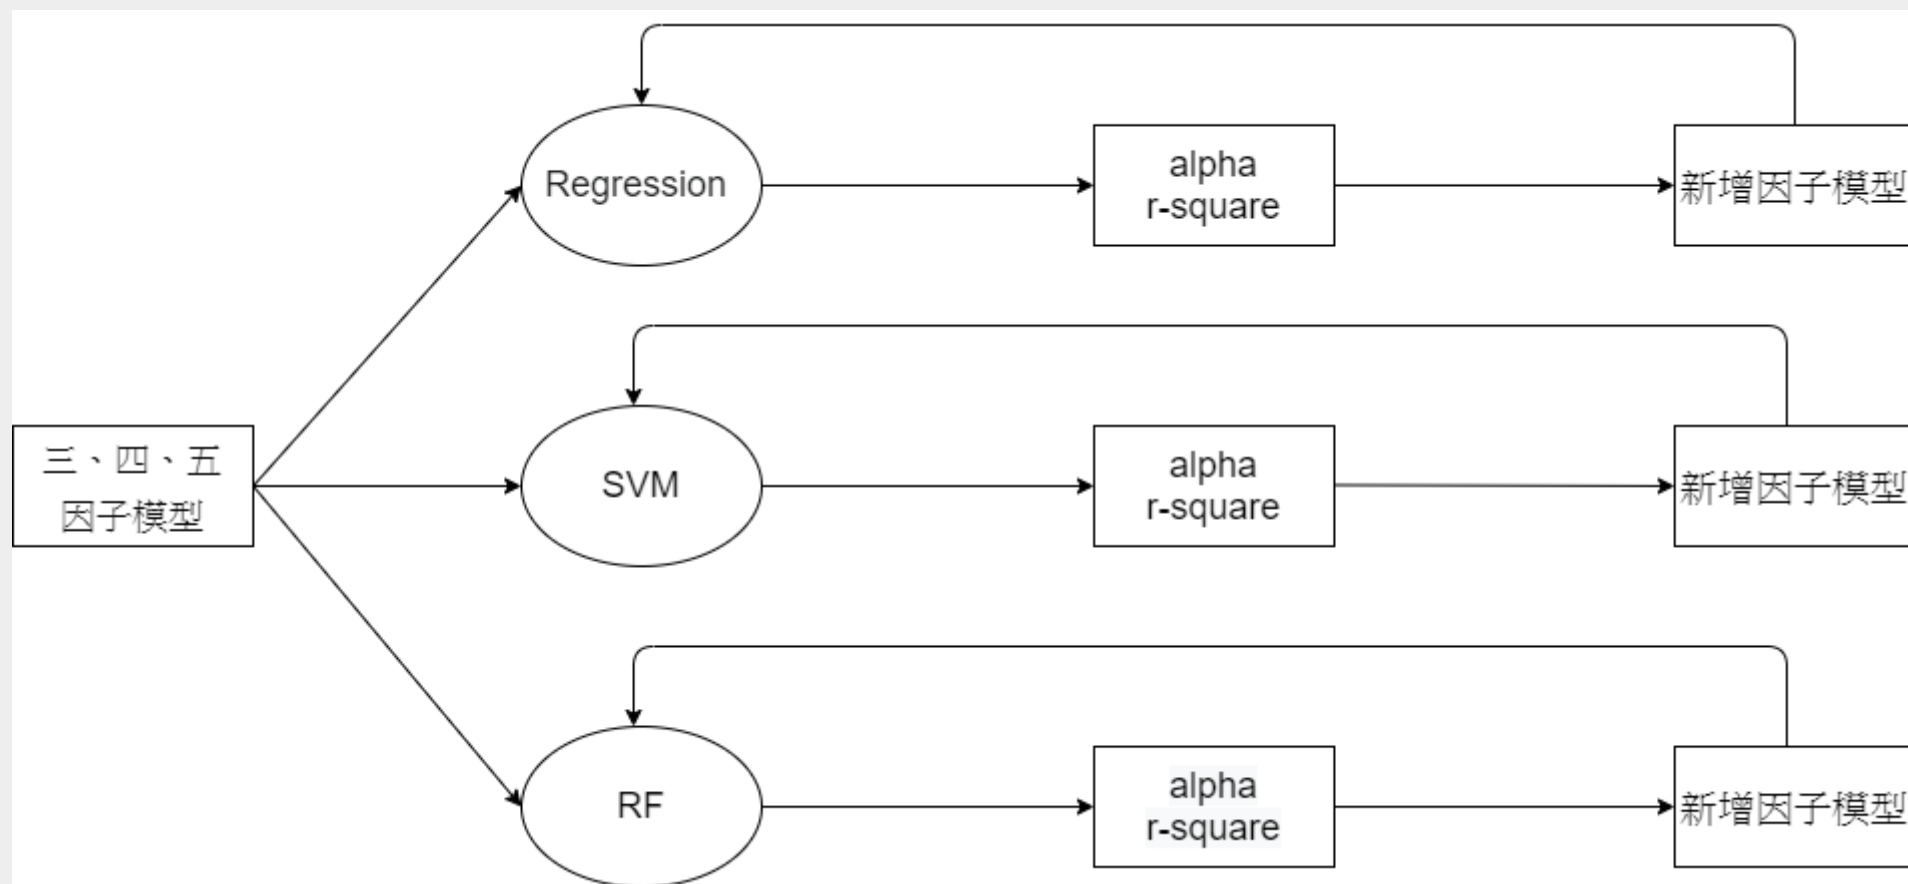 Regression
alpha
r-square
新增因子模型
三、四、五
因子模型
SVM
alpha
r-square
新增因子模型
RF
alpha
r-square
新增因子模型